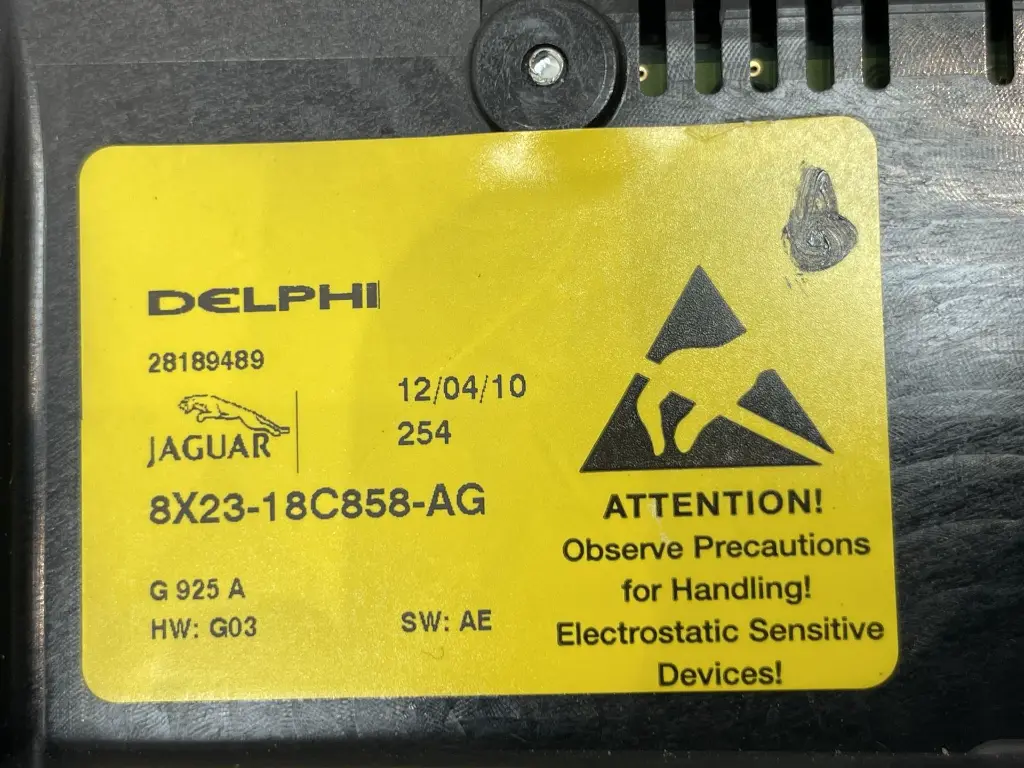 DELPHI
28189489
12/04/10
JAGUAR
254
8X23-18C858-AG
G 925 A
HW: G03
SW: AE
ATTENTION!
Observe Precautions
for Handling!
Electrostatic Sensitive
Devices!